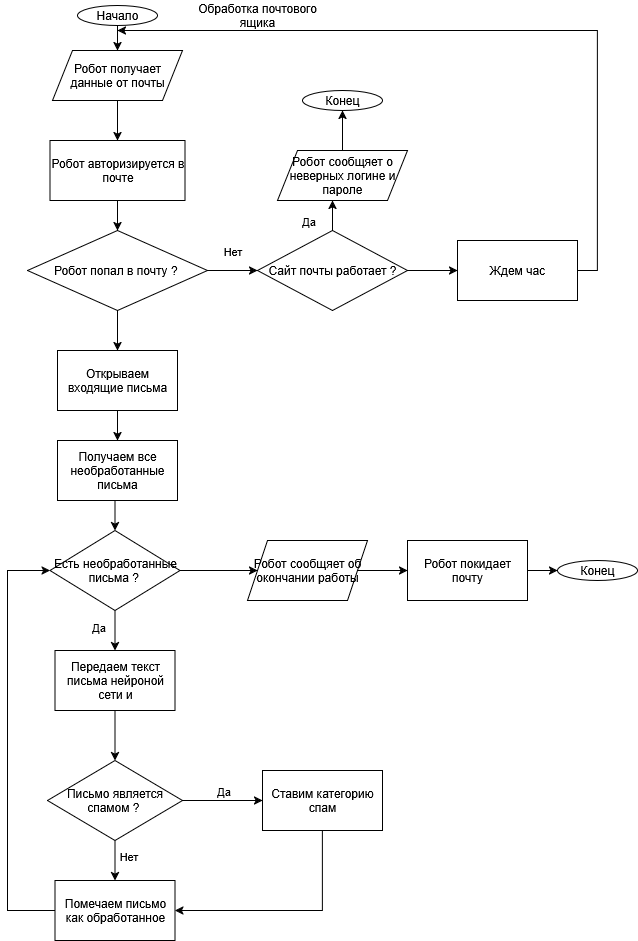 Обработка почтового
ящика
Начало
Робот получает
данные от почты
Конец
Робот авторизируется в
почте
Робот сообщяет о
неверных логине и
пароле
Да
Робот попал в почту ?
Нет
Сайт почты работает ?
Ждем час
Открываем
входящие письма
Получаем все
необработанные
письма
Есть необработанные
письма ?
Робот сообщяет об
окончании работы
Робот покидает
почту
Конец
Да
Передаем текст
письма нейроной
сети и
Письмо является
спамом ?
Да
Ставим категорию
спам
Нет
Помечаем письмо
как обработанное